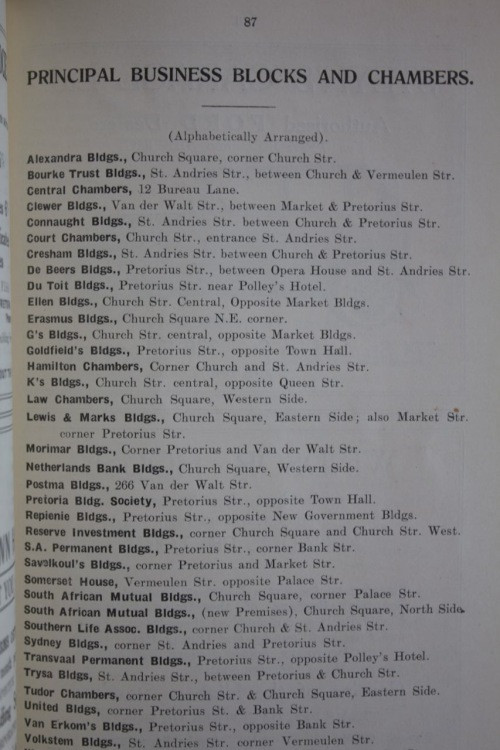 87
PRINCIPAL BUSINESS BLOCKS AND CHAMBERS.
(Alphabetically Arranged).
Alexandra Bldgs., Church Square, corner Church Str.
Bourke Trust Bldgs., St. Andries Str., between Church & Vermeulen Str.
Central Chambers, 12 Bureau Lane.
Clewer Bldgs., Van der Walt Str., between Market & Pretorius Str.
Connaught Bldgs., St. Andries Str. between Church & Pretorius Str.
Court Chambers, Church Str., entrance St. Andries Str.
Cresham Bldgs., St. Andries Str. between Church & Pretorius Str.
De Beers Bldgs., Pretorius Str., between Opera House and St. Andries Str.
Du Toit Bldgs., Pretorius Str. near Polley's Hotel.
Ellen Bldgs., Church Str. Central, Opposite Market Bldgs.
Erasmus Bldgs., Church Square N.E. corner.
G's Bldgs., Church Str. central, opposite Market Bldgs.
Goldfield's Bldgs., Pretorius Str., opposite Town Hall.
Hamilton Chambers, Corner Church and St. Andries Str.
K's Bldgs., Church Str. central, opposite Queen Str.
Law Chambers, Church Square, Western Side.
Lewis & Marks Bldgs., Church Square, Eastern Side; also Market Str.
corner Pretorius Str.
Morimar Bldgs., Corner Pretorius and Van der Walt Str.
Netherlands Bank Bldgs., Church Square, Western Side.
Postma Bldgs., 266 Van der Walt Str.
Pretoria Bldg. Society, Pretorius Str., opposite Town Hall.
Repienie Bldgs., Pretorius Str., opposite New Government Bldgs.
Reserve Investment Bldgs., corner Church Square and Church Str. West.
S.A. Permanent Bldgs., Pretorius Str., corner Bank Str.
Savalkoul's Bldgs., corner Pretorius and Market Str.
Somerset House, Vermeulen Str. opposite Palace Str.
South African Mutual Bldgs., Church Square, corner Palace Str.
South African Mutual Bldgs., (new Premises), Church Square, North Side.
Southern Life Assoc. Bldgs., corner Church & St. Andries Str.
Sydney Bldgs., corner St. Andries and Pretorius Str.
Transvaal Permanent Bldgs., Pretorius Str., opposite Polley's Hotel.
Trysa Bldgs, St. Andries Str., between Pretorius & Church Str.
Tudor Chambers, corner Church Str. & Church Square, Eastern Side.
United Bldgs, corner Pretorius St. & Bank Str.
Van Erkom's Bldgs., Pretorius Str., opposite Bank Str.
Volkstem Bldgs., St. Andries Str. corner Vermeulen Str.